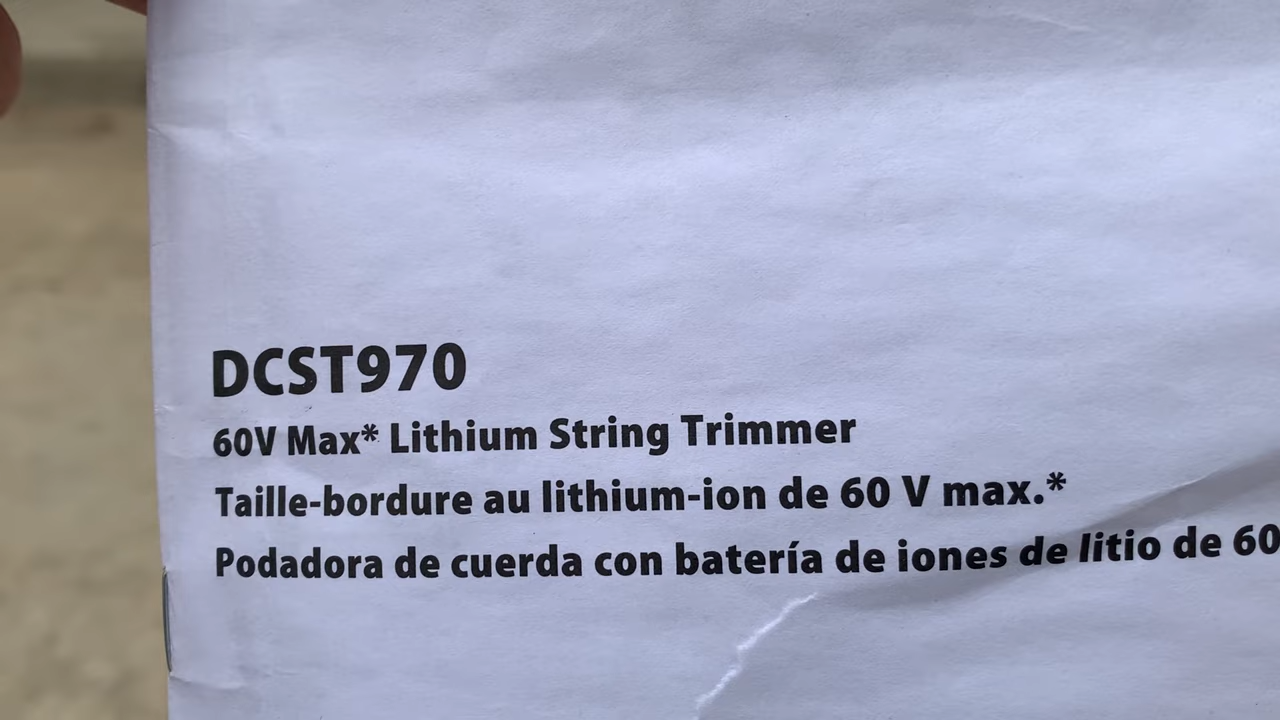 DCST970
60V Max* Lithium String Trimmer
Taille-bordure au lithium-ion de 60 V max.*
Podadora de cuerda con batería de iones de litio de 60